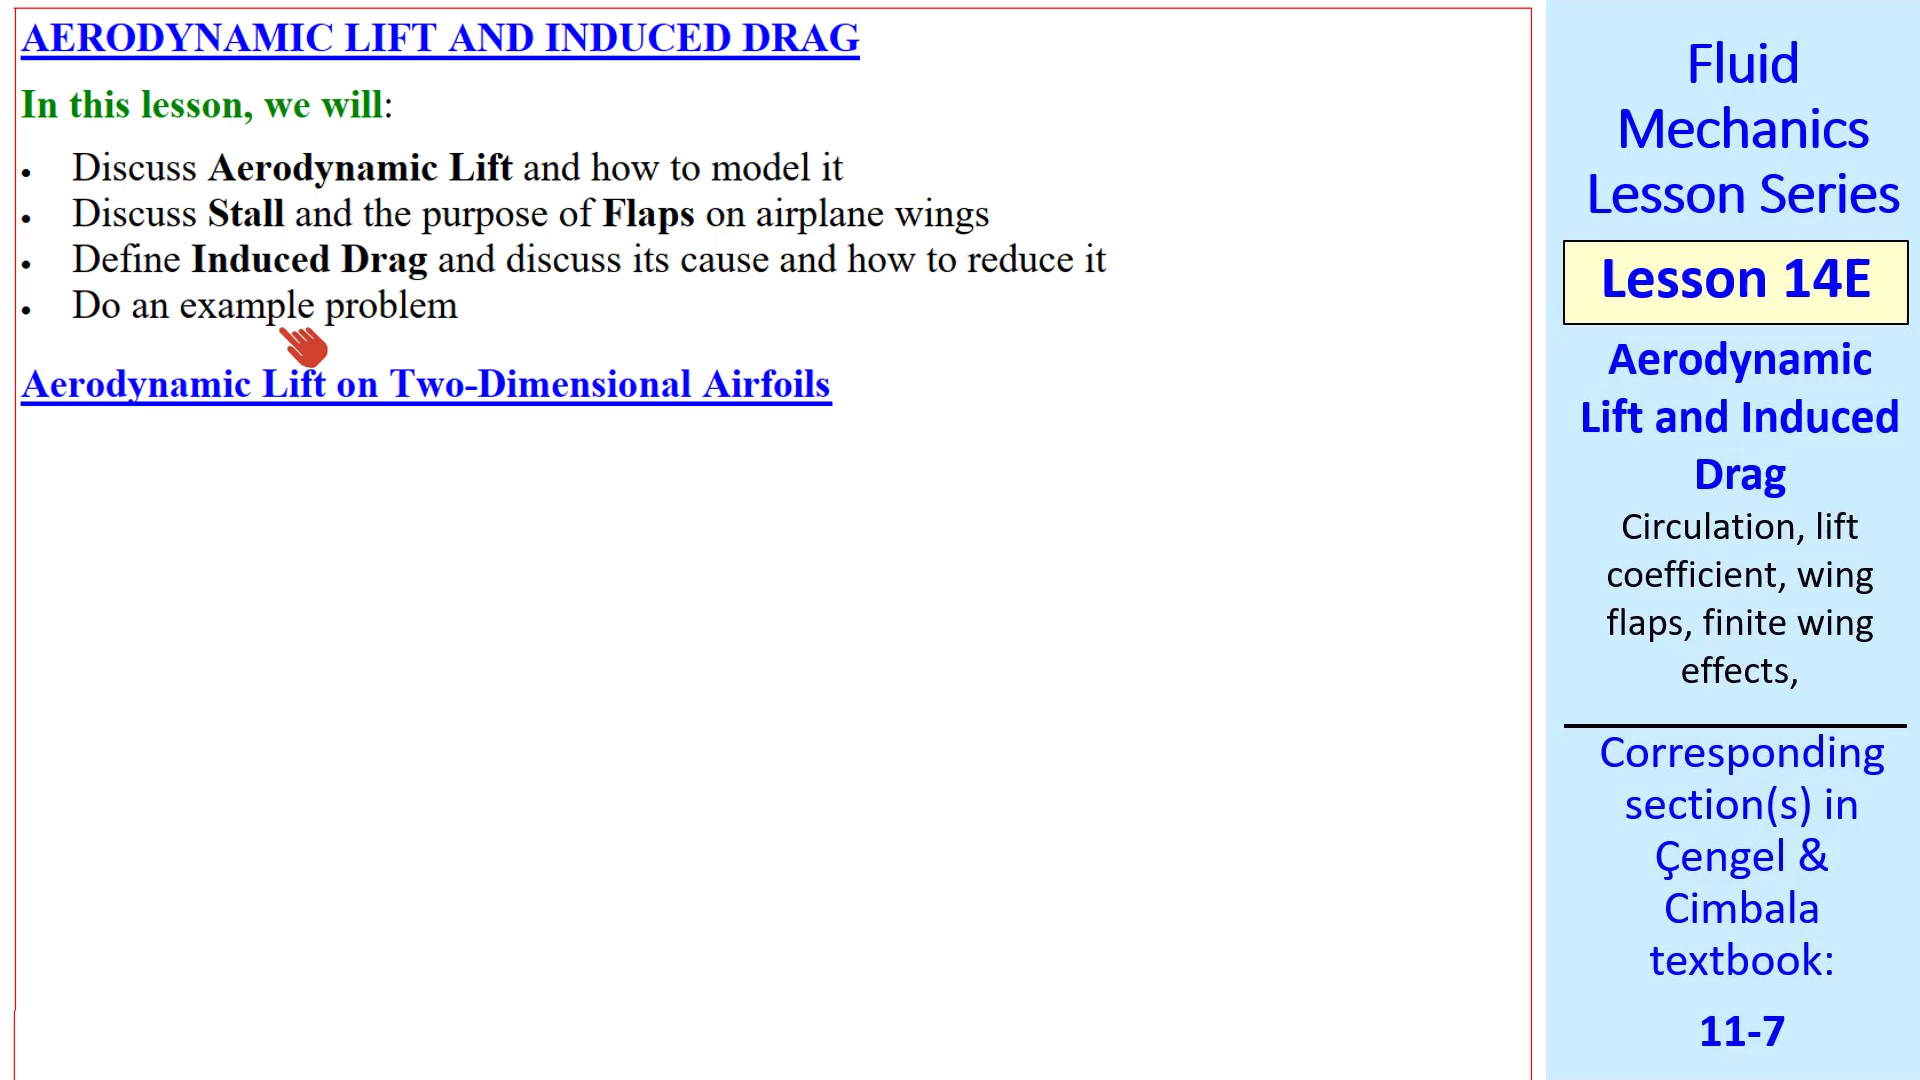 AERODYNAMIC LIFT AND INDUCED DRAG
In this lesson, we will:
• Discuss Aerodynamic Lift and how to model it
• Discuss Stall and the purpose of Flaps on airplane wings
• Define Induced Drag and discuss its cause and how to reduce it
• Do an example problem
Aerodynamic Lift on Two-Dimensional Airfoils
Fluid
Mechanics
Lesson Series
Lesson 14E
Aerodynamic
Lift and Induced
Drag
Circulation, lift
coefficient, wing
flaps, finite wing
effects,
Corresponding
section(s) in
Çengel &
Cimbala
textbook:
11-7